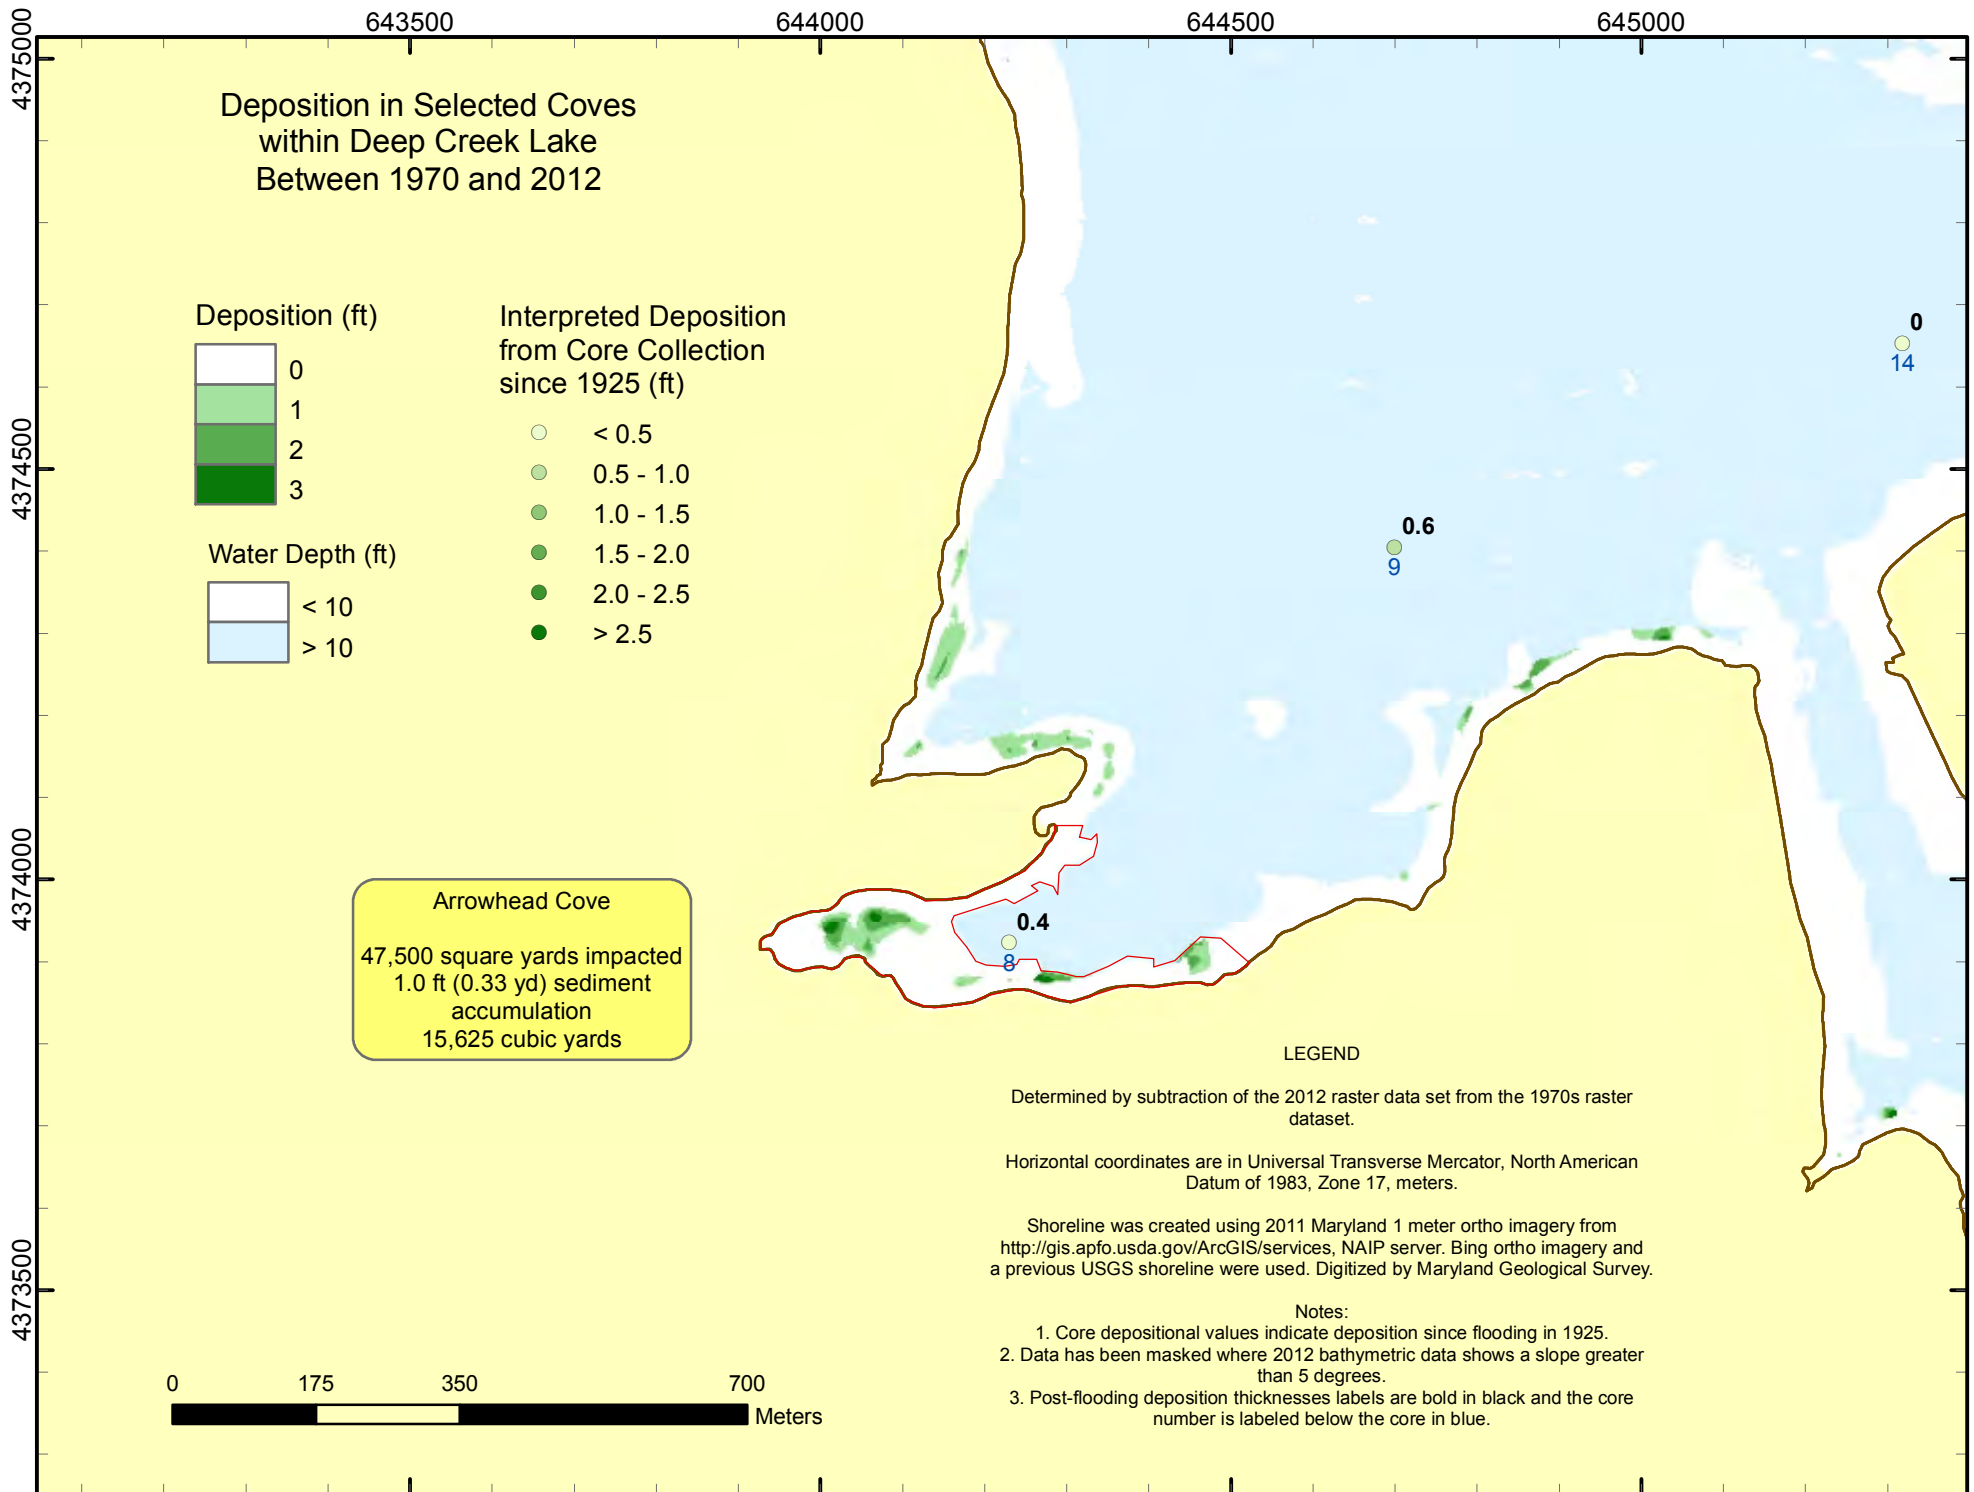 643500
644000
644500
645000
4375000
4374500
4374000
4373500
Deposition in Selected Coves
within Deep Creek Lake
Between 1970 and 2012
Deposition (ft)
0
1
2
3
Water Depth (ft)
< 10
> 10
Interpreted Deposition
from Core Collection
since 1925 (ft)
< 0.5
0.5 - 1.0
1.0 - 1.5
1.5 - 2.0
2.0 - 2.5
> 2.5
0
14
0.6
9
0.4
8
Arrowhead Cove
47,500 square yards impacted
1.0 ft (0.33 yd) sediment
accumulation
15,625 cubic yards
LEGEND
Determined by subtraction of the 2012 raster data set from the 1970s raster
dataset.
Horizontal coordinates are in Universal Transverse Mercator, North American
Datum of 1983, Zone 17, meters.
Shoreline was created using 2011 Maryland 1 meter ortho imagery from
http://gis.apfo.usda.gov/ArcGIS/services, NAIP server. Bing ortho imagery and
a previous USGS shoreline were used. Digitized by Maryland Geological Survey.
Notes:
1. Core depositional values indicate deposition since flooding in 1925.
2. Data has been masked where 2012 bathymetric data shows a slope greater
than 5 degrees.
3. Post-flooding deposition thicknesses labels are bold in black and the core
number is labeled below the core in blue.
0 175 350 700
Meters